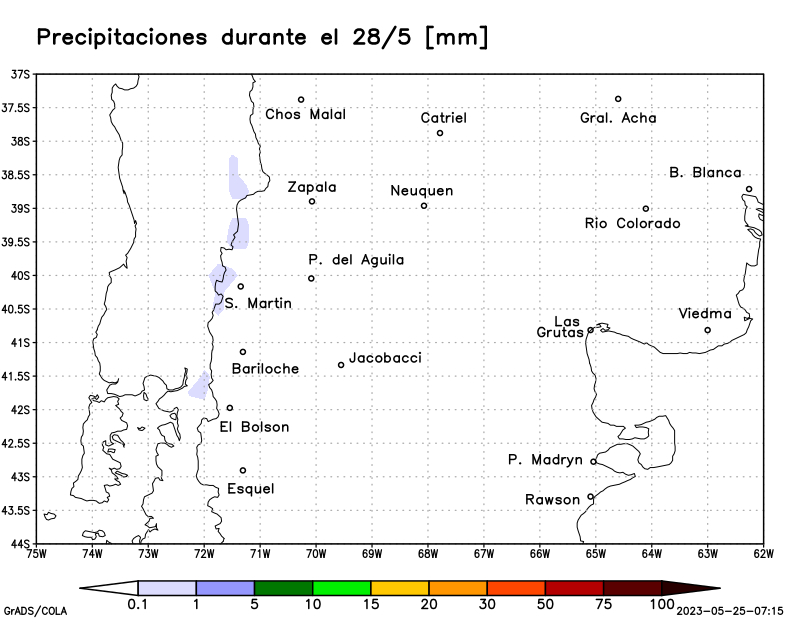 Precipitaciones durante el 28/5 [mm]
37S
37.5S
Chos Malal
Catriel
Gral. Acha
38S
38.5S
B. Blanca
Zapala
Neuquen
39S
Rio Colorado
39.5S
P. del Aguila
40S
S. Martin
40.5S
Viedma
Las
Grutas
41S
Jacobacci
Bariloche
41.5S
42S
El Bolson
42.5S
P. Madryn
43S
Esquel
Rawson
43.5S
44S
75W 74W 73W 72W 71W 70W 69W 68W 67W 66W 65W 64W 63W 62W
0.1 1 5 10 15 20 30 50 75 100
GrADS/COLA
2023-05-25-07:15